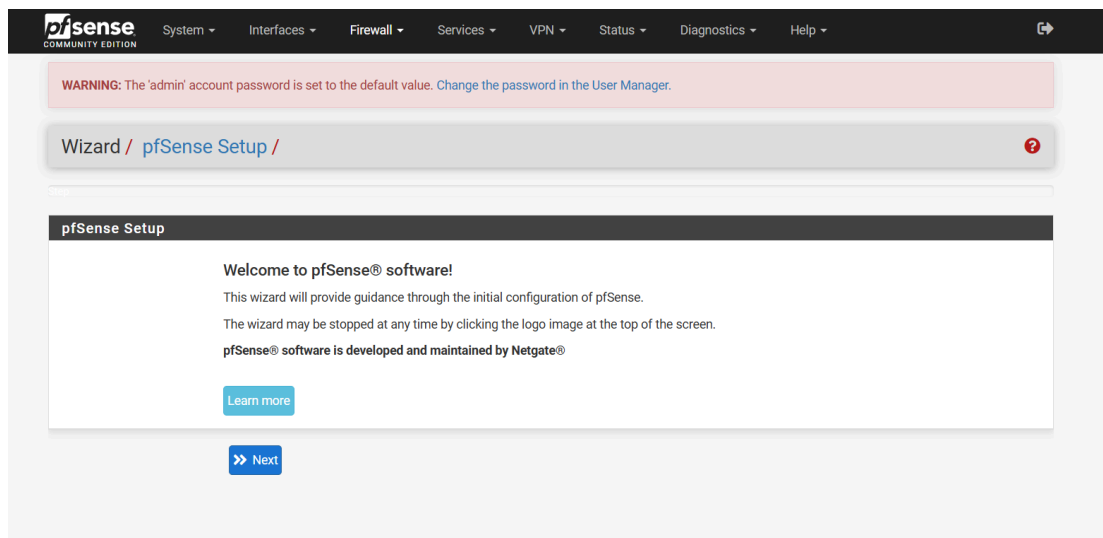 pfsense
COMMUNITY EDITION
System Interfaces Firewall Services VPN Status Diagnostics Help
WARNING: The 'admin' account password is set to the default value. Change the password in the User Manager.
Wizard / pfSense Setup /
pfSense Setup
Welcome to pfSense® software!
This wizard will provide guidance through the initial configuration of pfSense.
The wizard may be stopped at any time by clicking the logo image at the top of the screen.
pfSense® software is developed and maintained by Netgate®
Learn more
Next